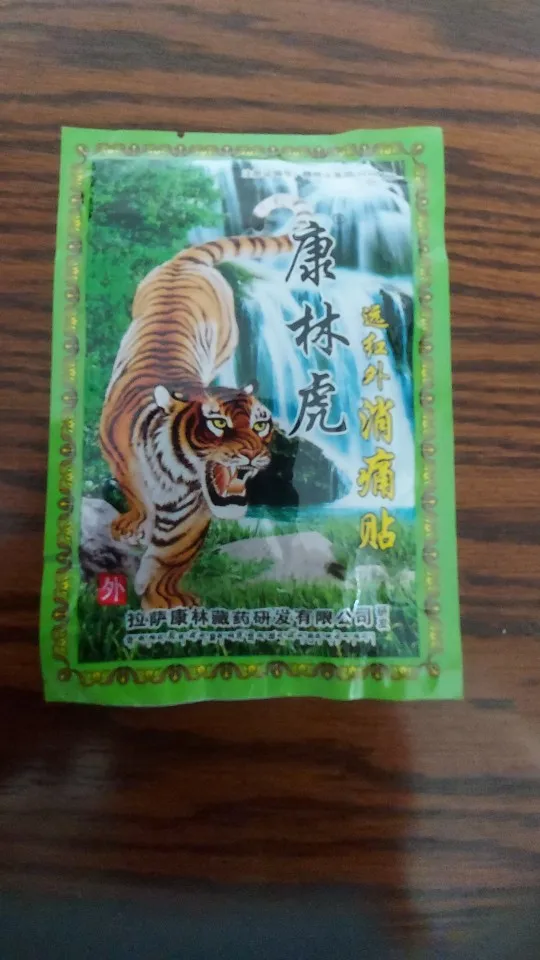 康林虎
远红外消痛贴
外
拉萨康林藏药研发有限公司